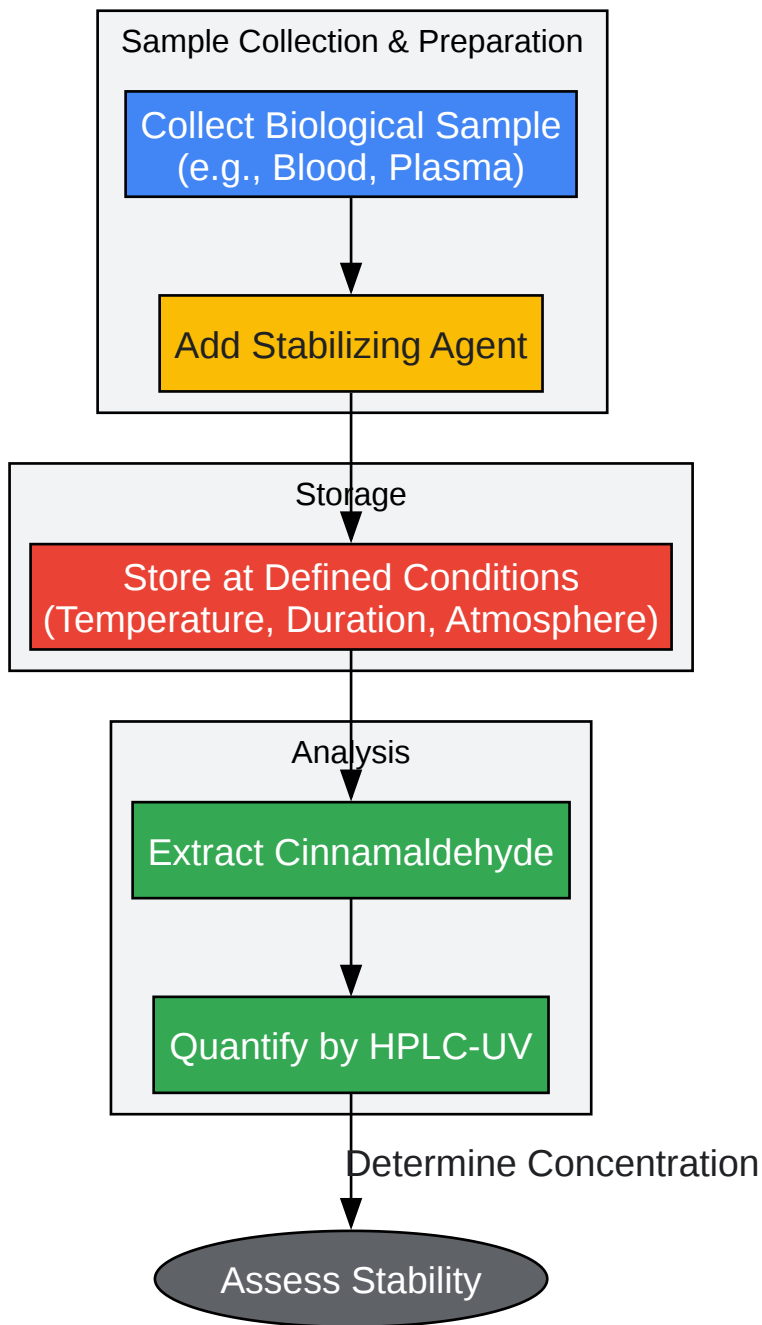 Sample Collection & Preparation
Collect Biological Sample
(e.g., Blood, Plasma)
Add Stabilizing Agent
Storage
Store at Defined Conditions
(Temperature, Duration, Atmosphere)
Analysis
Extract Cinnamaldehyde
Quantify by HPLC-UV
Determine Concentration
Assess Stability